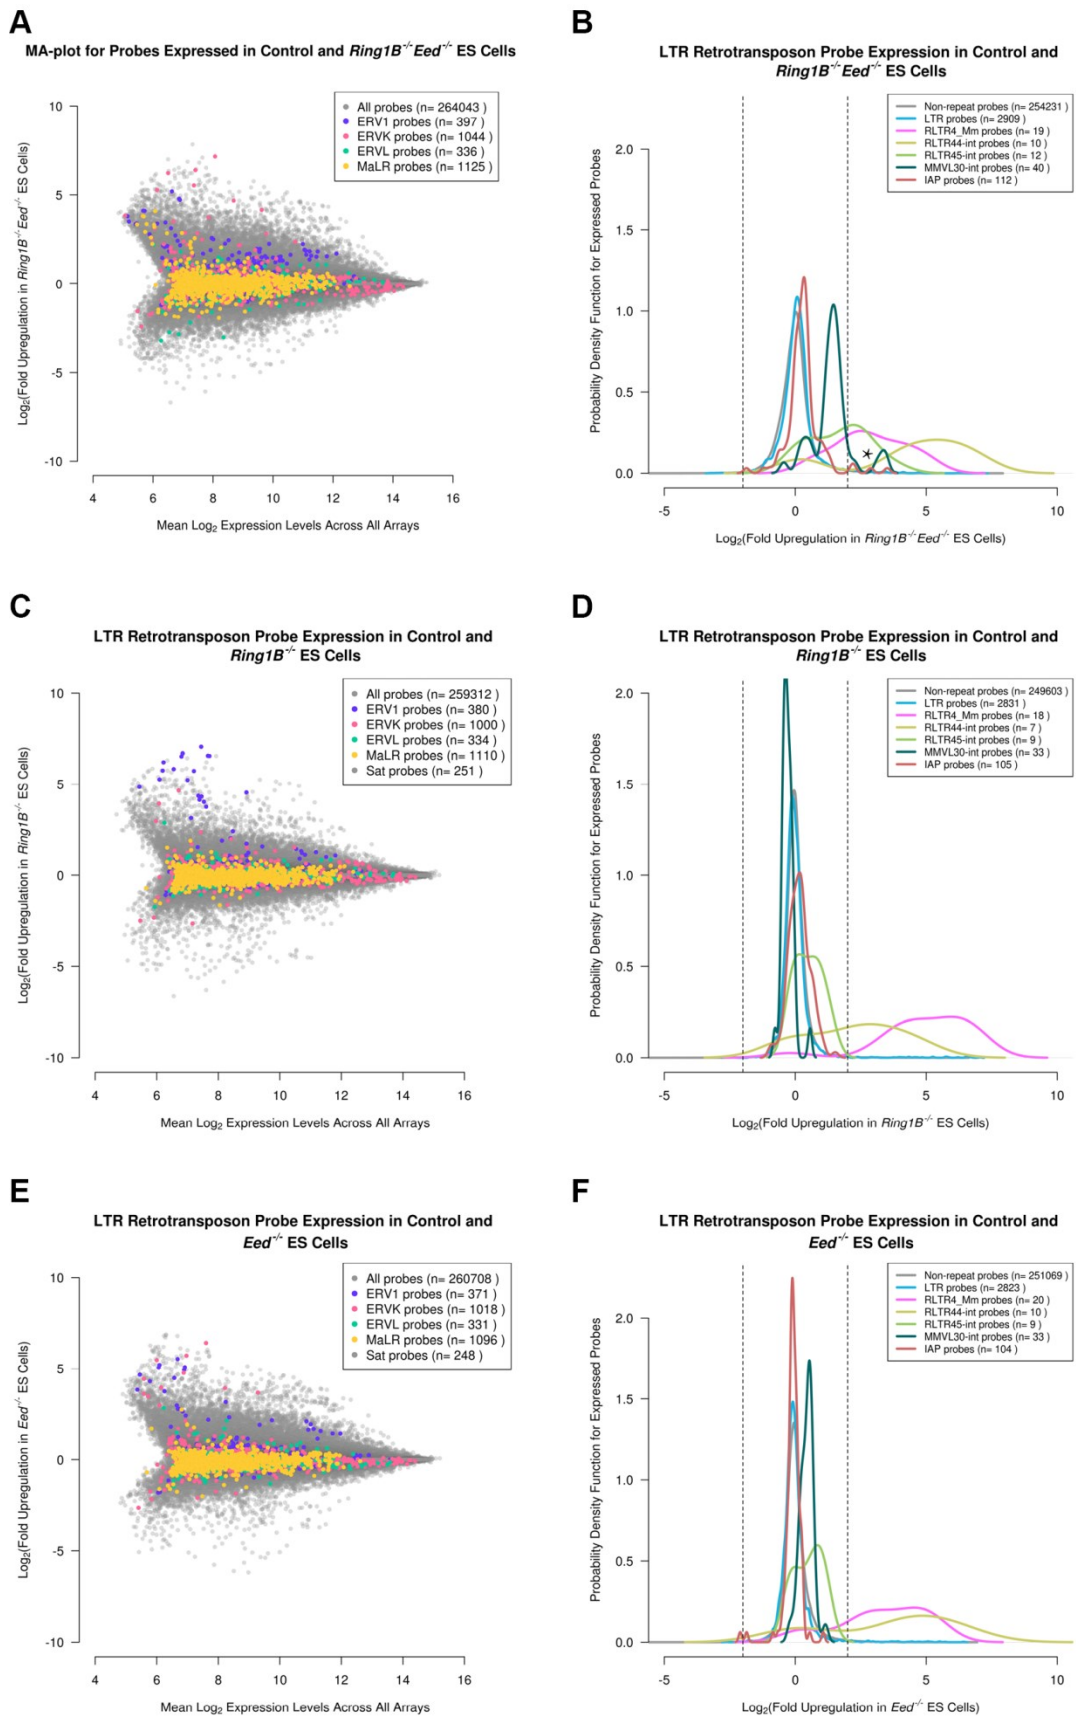 A
MA-plot for Probes Expressed in Control and Ring1B-/-Eed-/- ES Cells
Log2(Fold Upregulation in Ring1B-/-Eed-/- ES Cells)
10
5
0
-5
-10
All probes (n= 264043 )
ERV1 probes (n= 397 )
ERVK probes (n= 1044 )
ERVL probes (n= 336 )
MaLR probes (n= 1125 )
4 6 8 10 12 14 16
Mean Log2 Expression Levels Across All Arrays
B
LTR Retrotransposon Probe Expression in Control and
Ring1B-/-Eed-/- ES Cells
Probability Density Function for Expressed Probes
2.0
1.5
1.0
0.5
0.0
Non-repeat probes (n= 254231 )
LTR probes (n= 2909 )
RLTR4_Mm probes (n= 19 )
RLTR44-int probes (n= 10 )
RLTR45-int probes (n= 12 )
MMVL30-int probes (n= 40 )
IAP probes (n= 112 )
*
-5 0 5 10
Log2(Fold Upregulation in Ring1B-/-Eed-/- ES Cells)
C
LTR Retrotransposon Probe Expression in Control and
Ring1B-/- ES Cells
Log2(Fold Upregulation in Ring1B-/- ES Cells)
10
5
0
-5
-10
All probes (n= 259312 )
ERV1 probes (n= 380 )
ERVK probes (n= 1000 )
ERVL probes (n= 334 )
MaLR probes (n= 1110 )
Sat probes (n= 251 )
4 6 8 10 12 14 16
Mean Log2 Expression Levels Across All Arrays
D
LTR Retrotransposon Probe Expression in Control and
Ring1B-/- ES Cells
Probability Density Function for Expressed Probes
2.0
1.5
1.0
0.5
0.0
Non-repeat probes (n= 249603 )
LTR probes (n= 2831 )
RLTR4_Mm probes (n= 18 )
RLTR44-int probes (n= 7 )
RLTR45-int probes (n= 9 )
MMVL30-int probes (n= 33 )
IAP probes (n= 105 )
-5 0 5 10
Log2(Fold Upregulation in Ring1B-/- ES Cells)
E
LTR Retrotransposon Probe Expression in Control and
Eed-/- ES Cells
Log2(Fold Upregulation in Eed-/- ES Cells)
10
5
0
-5
-10
All probes (n= 260708 )
ERV1 probes (n= 371 )
ERVK probes (n= 1018 )
ERVL probes (n= 331 )
MaLR probes (n= 1096 )
Sat probes (n= 248 )
4 6 8 10 12 14 16
Mean Log2 Expression Levels Across All Arrays
F
LTR Retrotransposon Probe Expression in Control and
Eed-/- ES Cells
Probability Density Function for Expressed Probes
2.0
1.5
1.0
0.5
0.0
Non-repeat probes (n= 251069 )
LTR probes (n= 2823 )
RLTR4_Mm probes (n= 20 )
RLTR44-int probes (n= 10 )
RLTR45-int probes (n= 9 )
MMVL30-int probes (n= 33 )
IAP probes (n= 104 )
-5 0 5 10
Log2(Fold Upregulation in Eed-/- ES Cells)